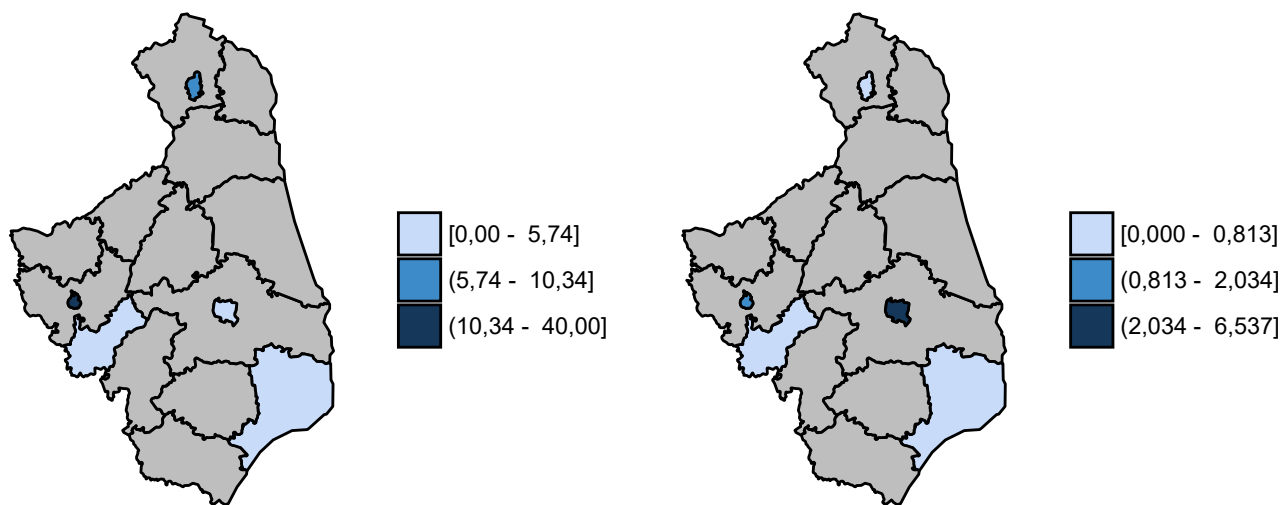 [0,00 - 5,74]
(5,74 - 10,34]
(10,34 - 40,00]
[0,000 - 0,813]
(0,813 - 2,034]
(2,034 - 6,537]